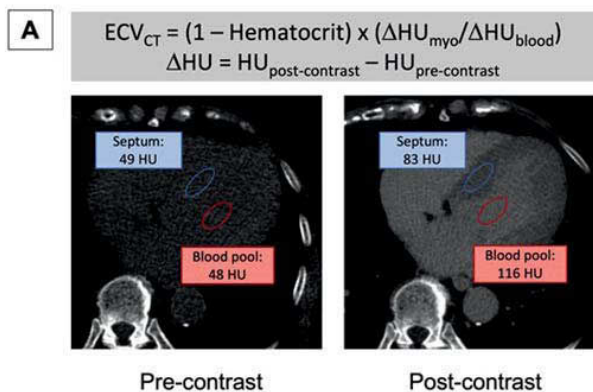 A
ECV_CT = (1 – Hematocrit) x (ΔHU_myo/ΔHU_blood)
ΔHU = HU_post-contrast – HU_pre-contrast
Septum:
49 HU
Blood pool:
48 HU
Septum:
83 HU
Blood pool:
116 HU
Pre-contrast
Post-contrast